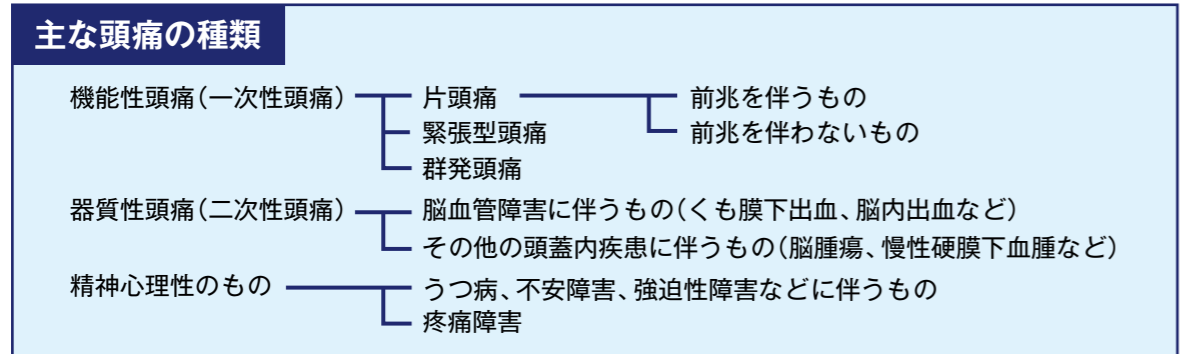 主な頭痛の種類
機能性頭痛（一次性頭痛） 片頭痛 前兆を伴うもの
緊張型頭痛 前兆を伴わないもの
群発頭痛
器質性頭痛（二次性頭痛） 脳血管障害に伴うもの（くも膜下出血、脳内出血など）
その他の頭蓋内疾患に伴うもの（脳腫瘍、慢性硬膜下血腫など）
精神心理性のもの うつ病、不安障害、強迫性障害などに伴うもの
疼痛障害